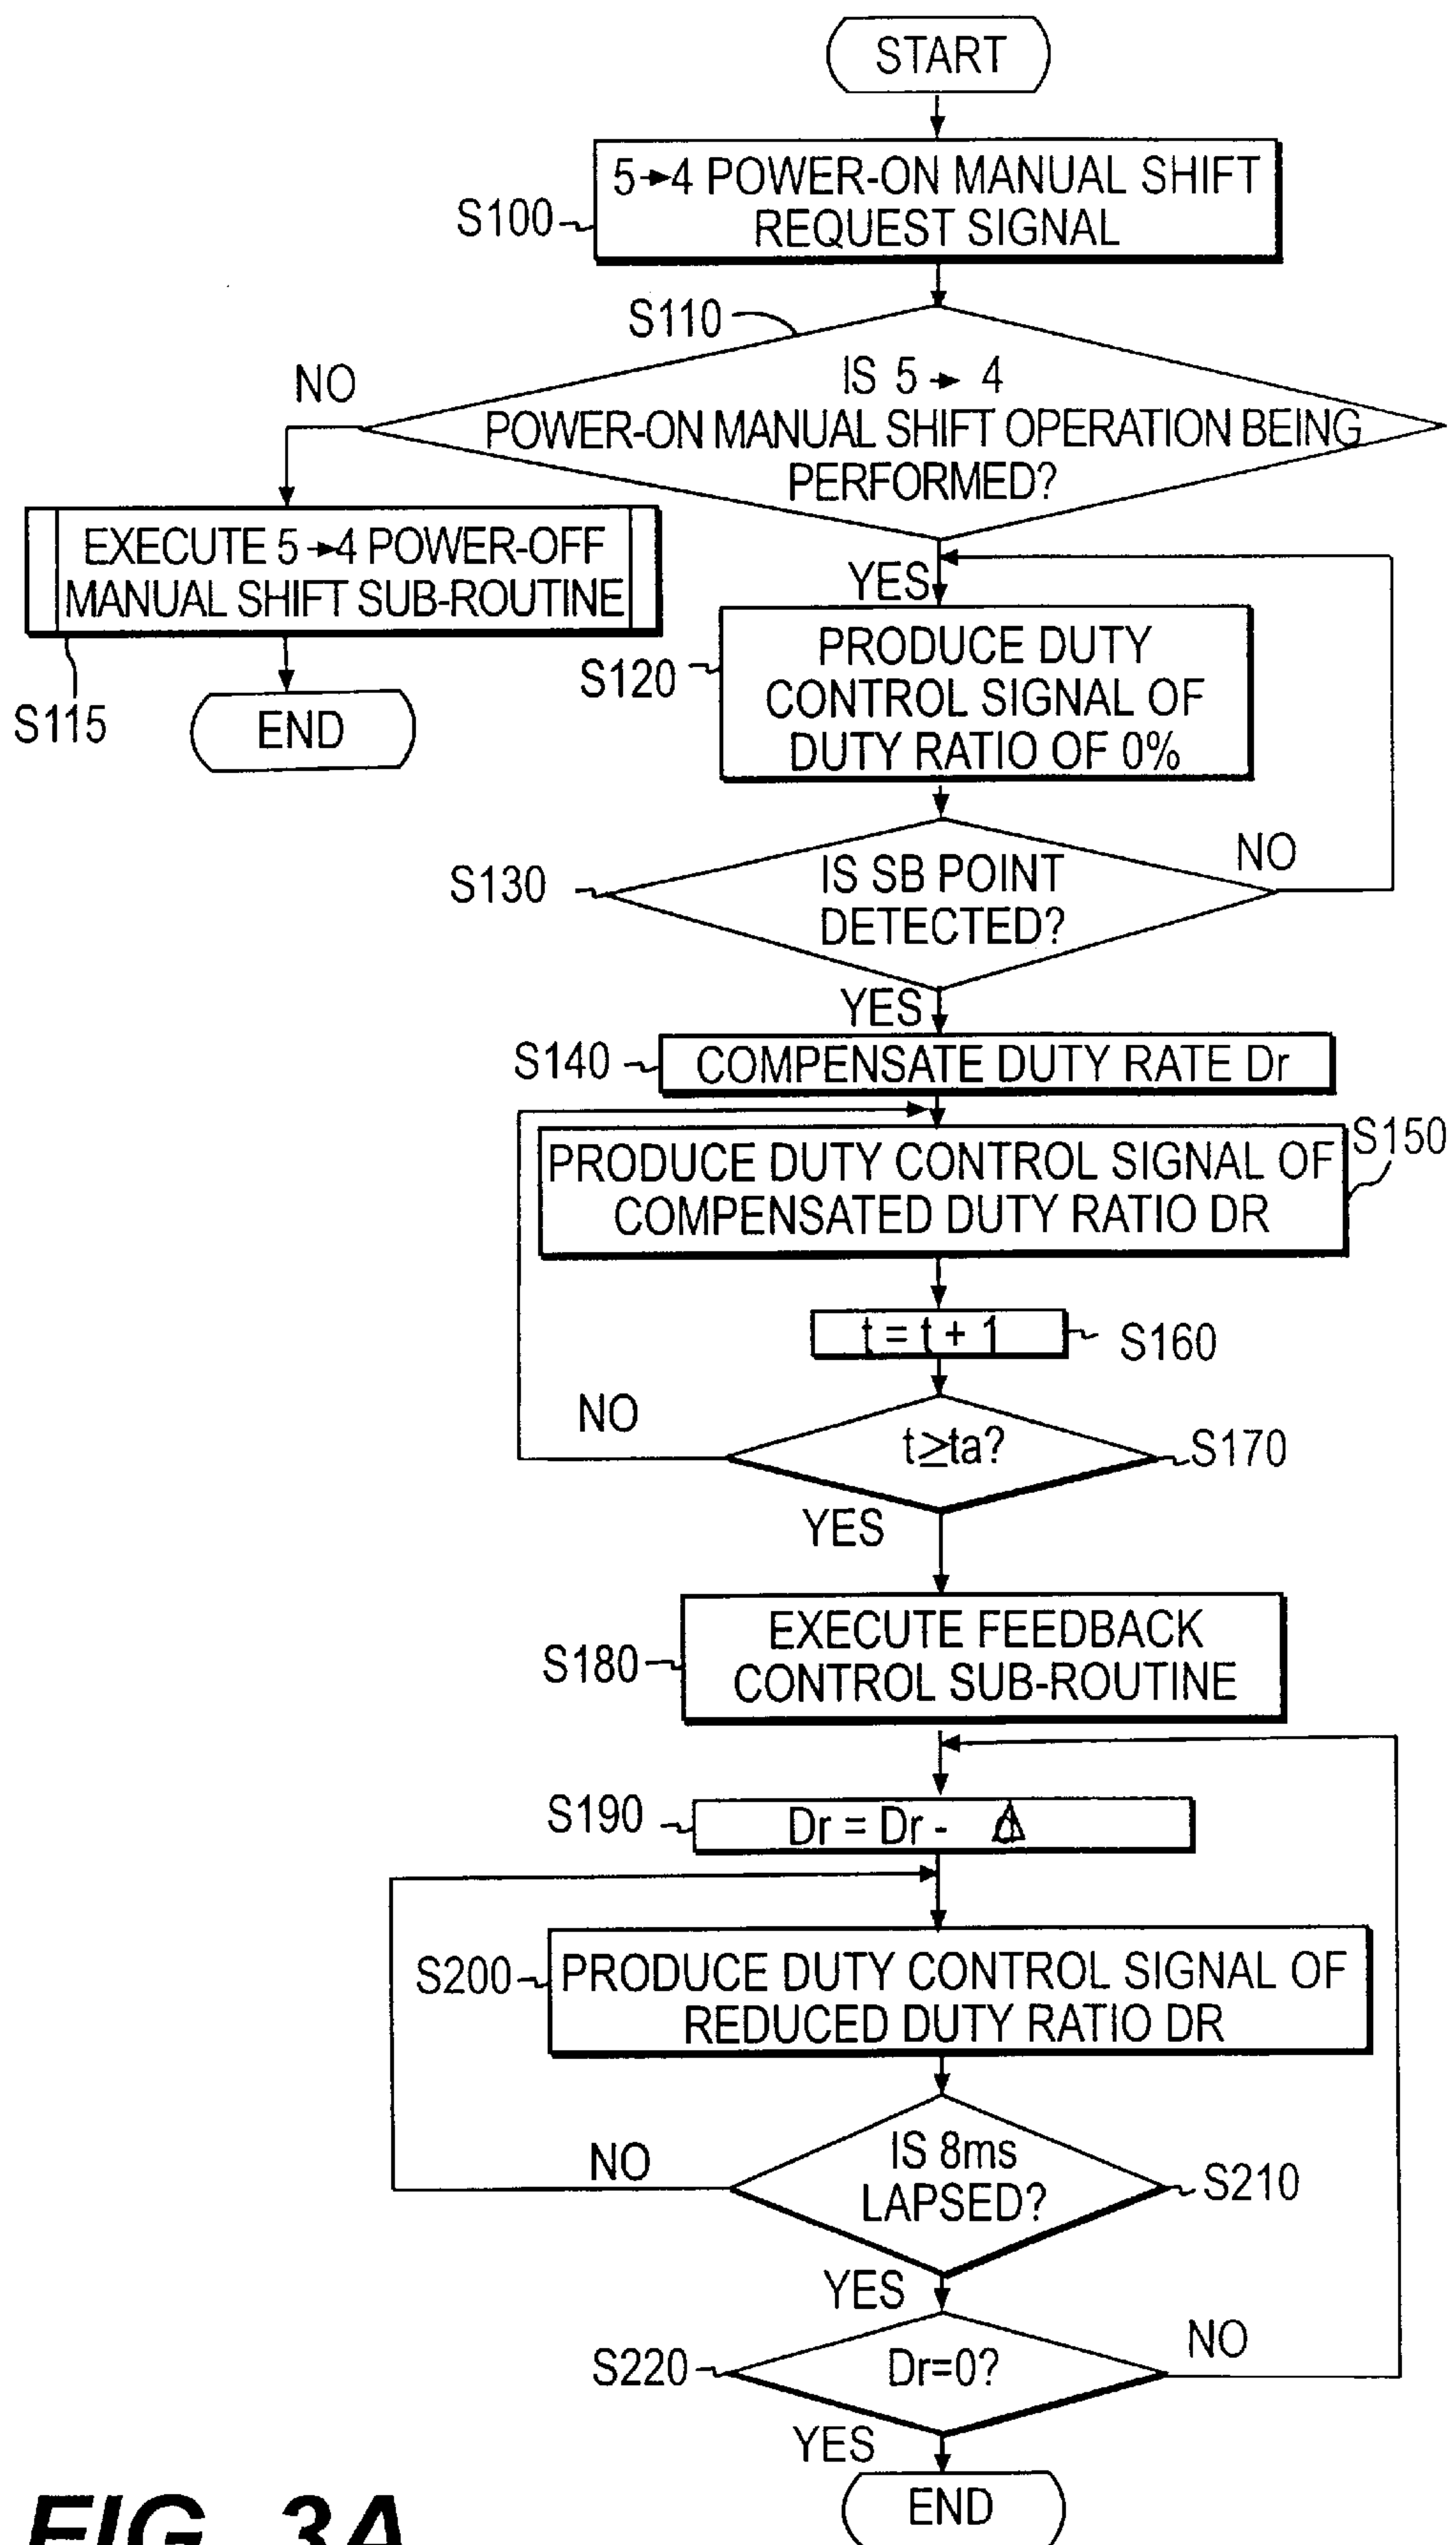 START
5→4 POWER-ON MANUAL SHIFT
REQUEST SIGNAL
S100
S110
IS 5→ 4
POWER-ON MANUAL SHIFT OPERATION BEING
PERFORMED?
NO
EXECUTE 5→4 POWER-OFF
MANUAL SHIFT SUB-ROUTINE
S115
END
YES
PRODUCE DUTY
CONTROL SIGNAL OF
DUTY RATIO OF 0%
S120
IS SB POINT
DETECTED?
S130
NO
YES
S140
COMPENSATE DUTY RATE Dr
S150
PRODUCE DUTY CONTROL SIGNAL OF
COMPENSATED DUTY RATIO DR
t = t + 1
S160
NO
t≥ta?
S170
YES
EXECUTE FEEDBACK
CONTROL SUB-ROUTINE
S180
S190
Dr = Dr -
S200
PRODUCE DUTY CONTROL SIGNAL OF
REDUCED DUTY RATIO DR
NO
IS 8ms
LAPSED?
S210
YES
S220
Dr=0?
NO
YES
END
FIG. 3A